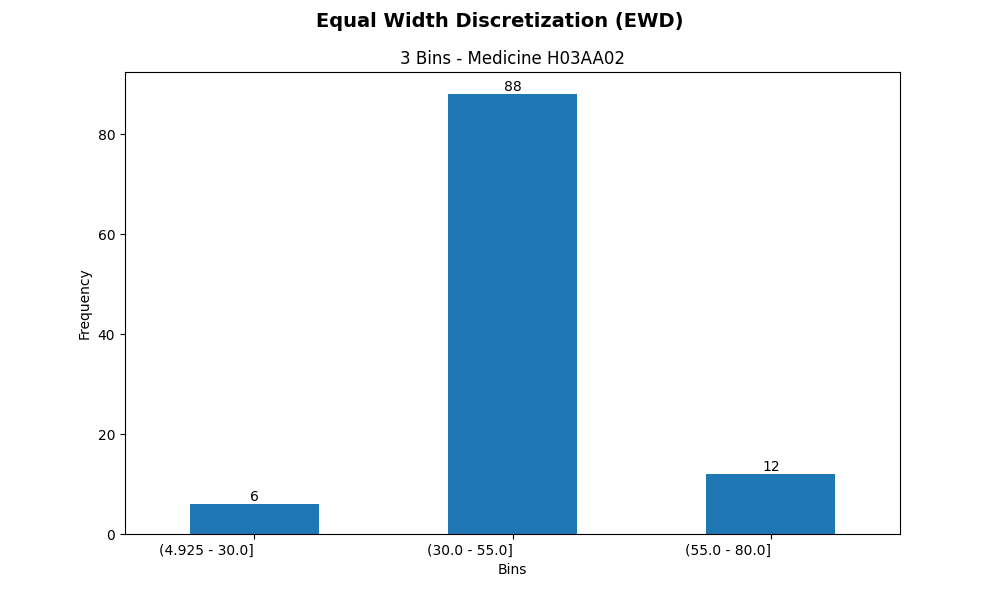 Equal Width Discretization (EWD)
3 Bins - Medicine H03AA02
88
80
60
Frequency
40
20
12
6
0
(4.925 - 30.0]
(30.0 - 55.0]
(55.0 - 80.0]
Bins